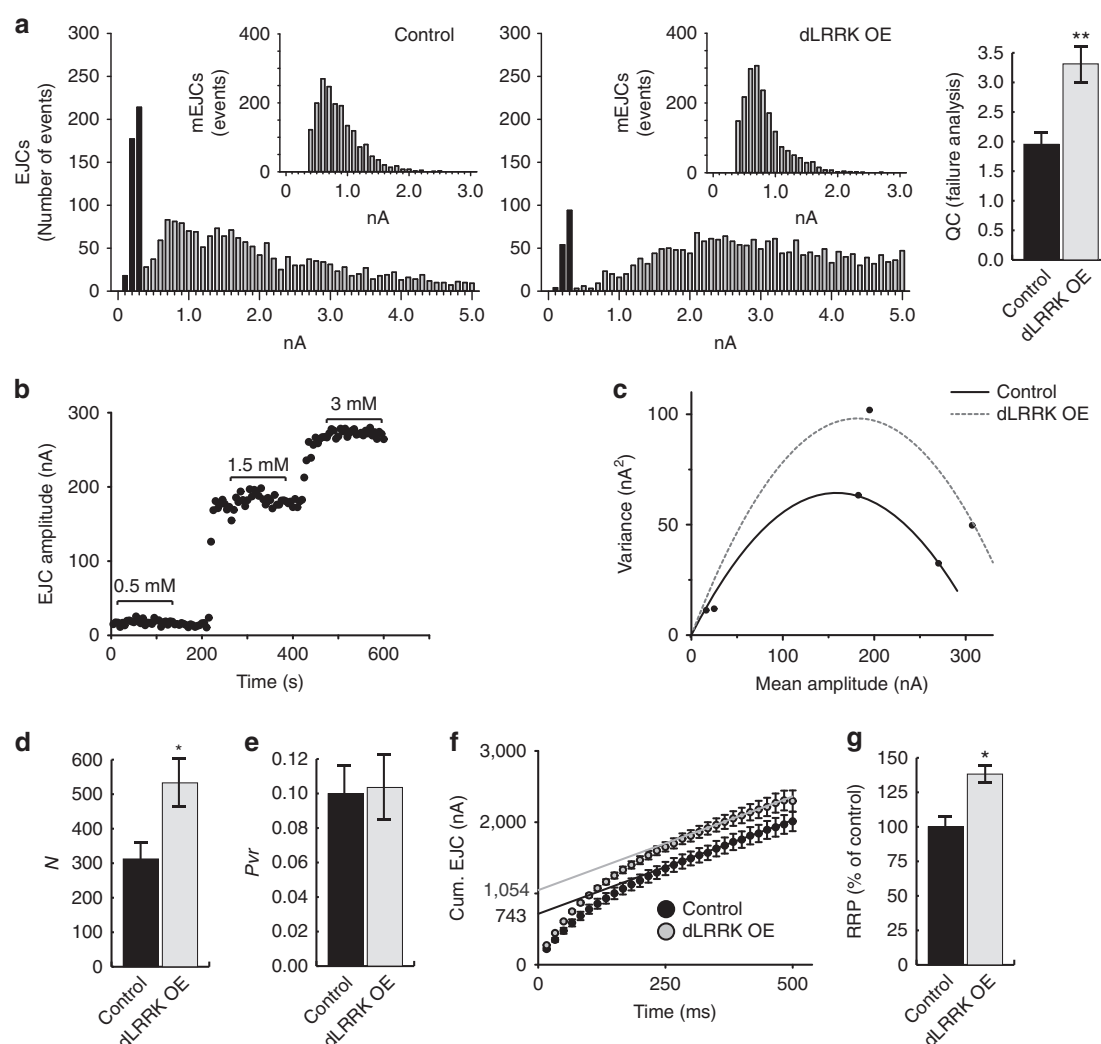 a
EJCs
(Number of events)
300
250
200
150
100
50
0
0
1.0
2.0
3.0
4.0
5.0
nA
Control
mEJCs
(events)
400
200
0
0
1.0
2.0
3.0
nA
300
250
200
150
100
50
0
0
1.0
2.0
3.0
4.0
5.0
nA
dLRRK OE
mEJCs
(events)
400
200
0
0
1.0
2.0
3.0
nA
QC (failure analysis)
3.5
3.0
2.5
2.0
1.5
1.0
0.5
0.0
**
Control
dLRRK OE
b
EJC amplitude (nA)
300
200
100
0
0.5 mM
1.5 mM
3 mM
0
200
400
600
Time (s)
c
Variance (nA²)
100
50
0
0
100
200
300
Mean amplitude (nA)
Control
dLRRK OE
d
N
600
500
400
300
200
100
0
*
Control
dLRRK OE
e
Pvr
0.12
0.10
0.08
0.06
0.04
0.02
0.00
Control
dLRRK OE
f
Cum. EJC (nA)
3,000
2,000
1,054
743
0
0
250
500
Time (ms)
Control
dLRRK OE
g
RRP (% of control)
150
125
100
75
50
25
0
*
Control
dLRRK OE